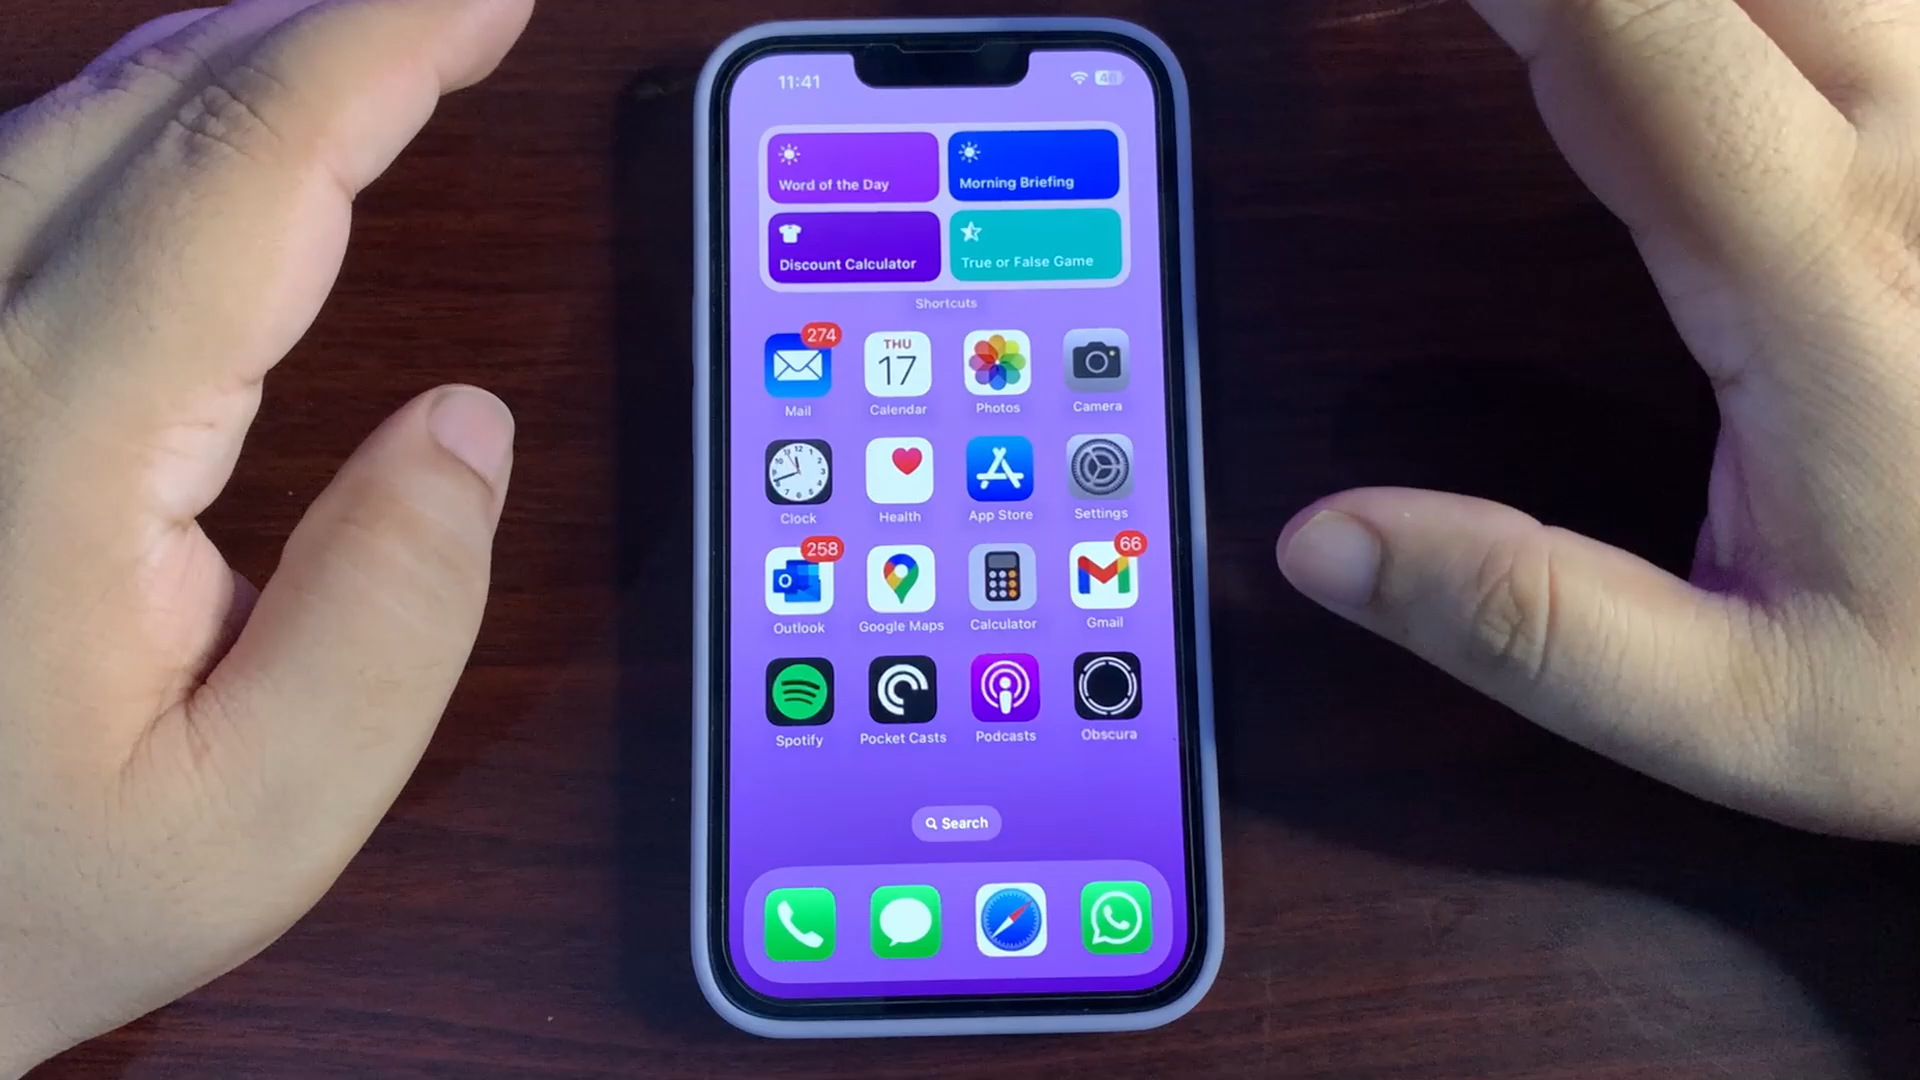 11:41
Word of the Day
Morning Briefing
Discount Calculator
True or False Game
Shortcuts
274
THU
17
Mail
Calendar
Photos
Camera
Clock
Health
App Store
Settings
258
66
Outlook
Google Maps
Calculator
Gmail
Spotify
Pocket Casts
Podcasts
Obscura
Search